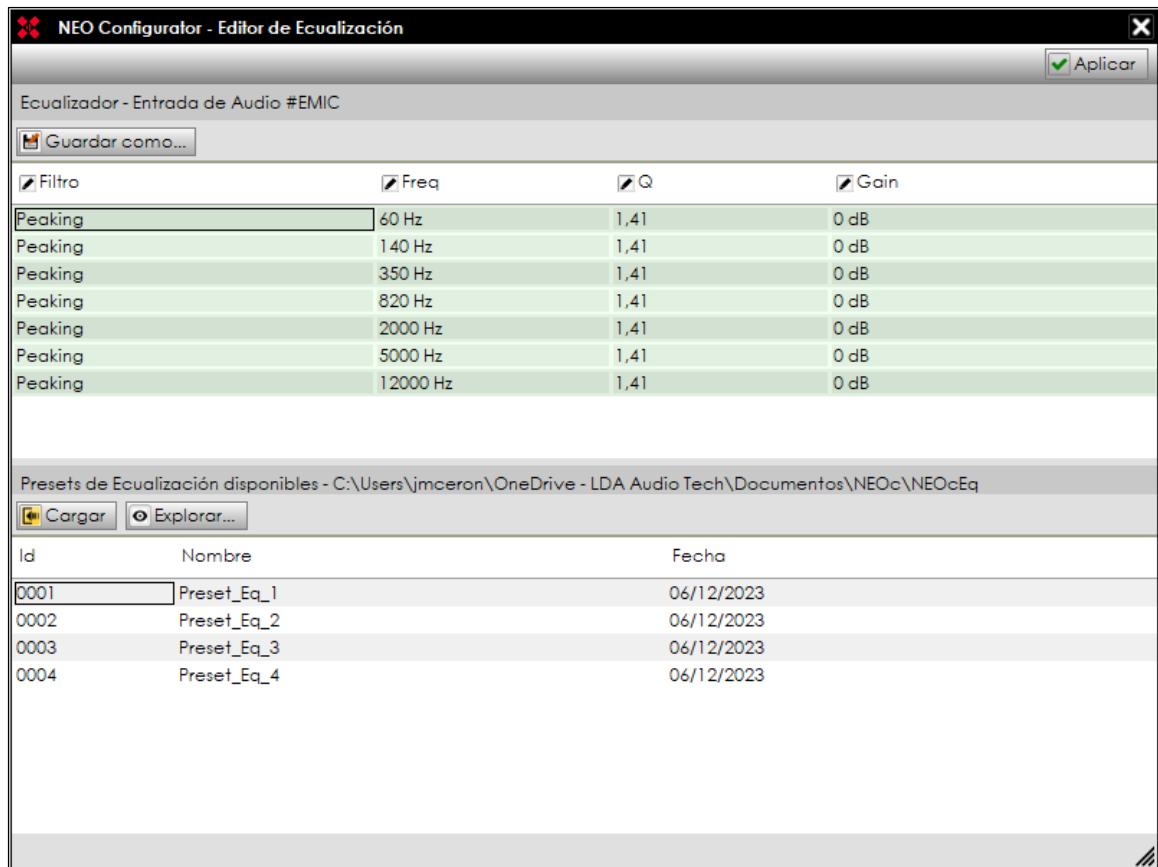 NEO Configurator - Editor de Ecualización
Aplicar
Ecualizador - Entrada de Audio #EMIC
Guardar como...
Filtro Freq Q Gain
Peaking 60 Hz 1,41 0 dB
Peaking 140 Hz 1,41 0 dB
Peaking 350 Hz 1,41 0 dB
Peaking 820 Hz 1,41 0 dB
Peaking 2000 Hz 1,41 0 dB
Peaking 5000 Hz 1,41 0 dB
Peaking 12000 Hz 1,41 0 dB
Presets de Ecualización disponibles - C:\Users\jmceron\OneDrive - LDA Audio Tech\Documentos\NEOc\NEOcEq
Cargar Explorar...
Id Nombre Fecha
0001 Preset_Eq_1 06/12/2023
0002 Preset_Eq_2 06/12/2023
0003 Preset_Eq_3 06/12/2023
0004 Preset_Eq_4 06/12/2023